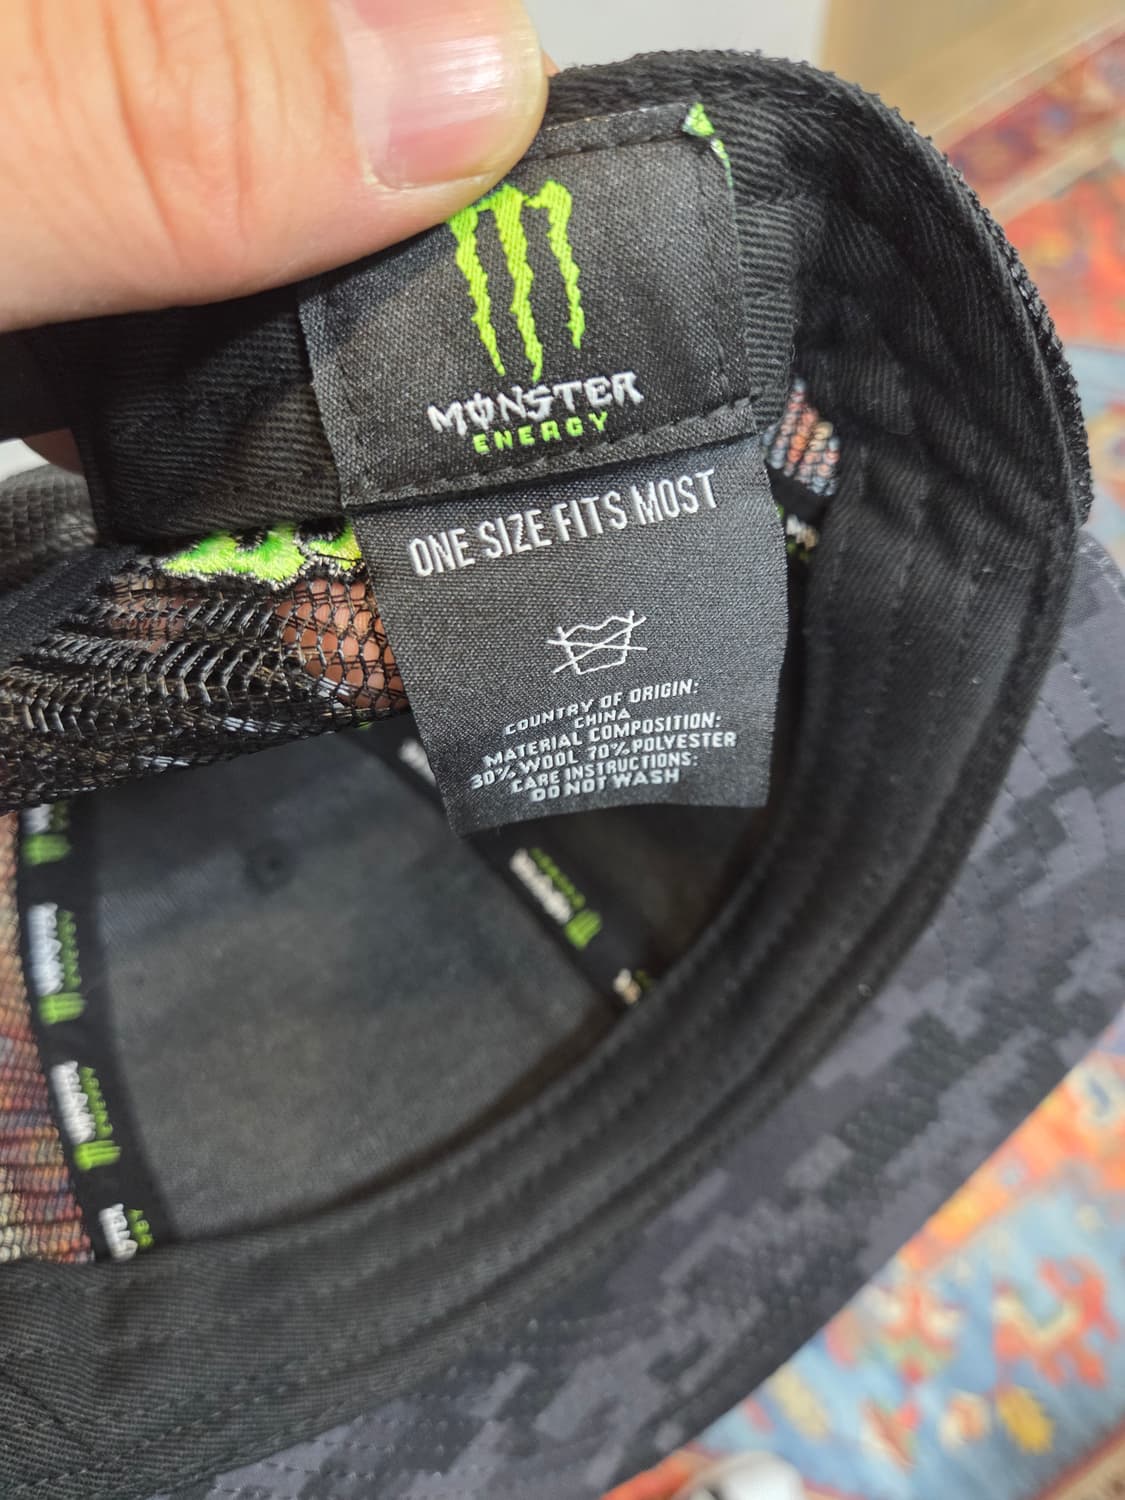 MONSTER
ENERGY
ONE SIZE FITS MOST
COUNTRY OF ORIGIN:
CHINA
MATERIAL COMPOSITION:
30% WOOL 70% POLYESTER
CARE INSTRUCTIONS:
DO NOT WASH